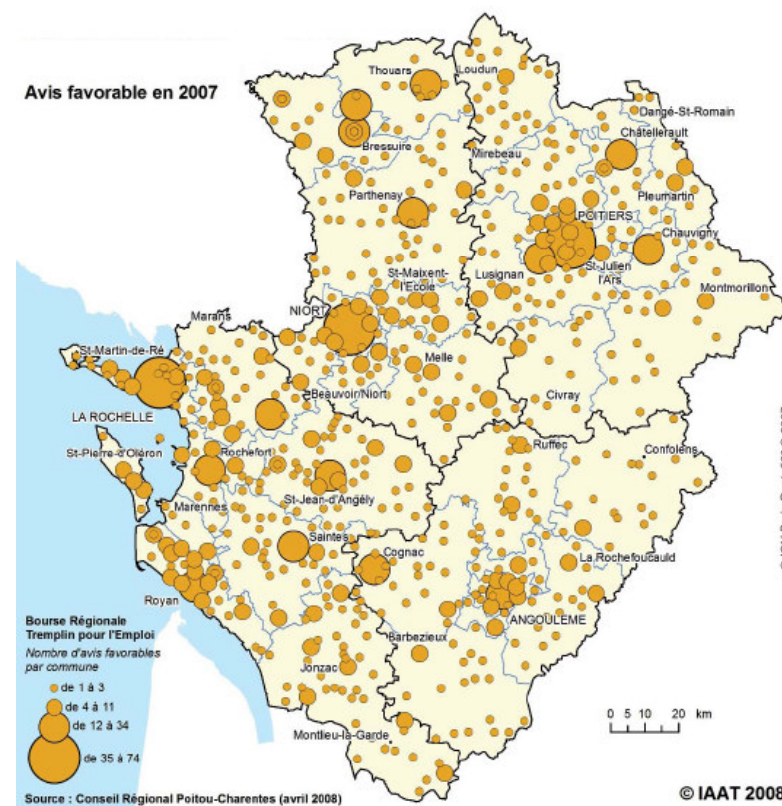 Avis favorable en 2007
Thouars
Loudun
Dangé-St-Romain
Châtellerault
Bressuire
Mirebeau
Parthenay
Pleumartin
POITIERS
Chauvigny
St-Maixent-l'Ecole
Lusignan
St-Julien l'Ars
Montmorillon
NIORT
Marans
St-Martin-de-Ré
Melle
Beauvoir/Niort
Civray
LA ROCHELLE
Ruffec
Confolens
Rochefort
St-Pierre-d'Oléron
St-Jean-d'Angély
Marennes
Saintes
Cognac
La Rochefoucauld
Royan
ANGOULEME
Barbezieux
Jonzac
Montlieu-la-Garde
Bourse Régionale
Tremplin pour l'Emploi
Nombre d'avis favorables
par commune
de 1 à 3
de 4 à 11
de 12 à 34
de 35 à 74
0 5 10 20 km
Source : Conseil Régional Poitou-Charentes (avril 2008)
© IAAT 2008